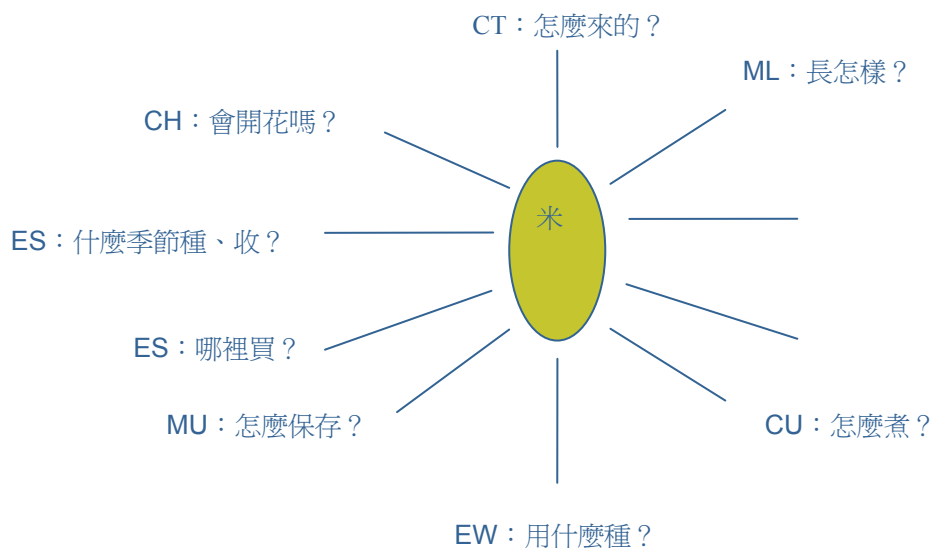 CT：怎麼來的？
ML：長怎樣？
CH：會開花嗎？
米
ES：什麼季節種、收？
ES：哪裡買？
MU：怎麼保存？
CU：怎麼煮？
EW：用什麼種？